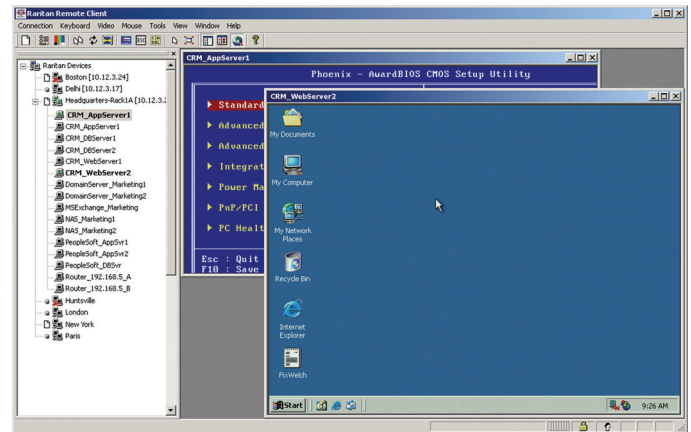 Raritan Remote Client
Connection Keyboard Video Mouse Tools View Window Help
Raritan Devices
Boston [10.12.3.24]
Delhi [10.12.3.17]
Headquarters-Rack1A [10.12.3.
CRM_AppServer1
CRM_AppServer1
CRM_DBServer1
CRM_DBServer2
CRM_WebServer1
CRM_WebServer2
DomainServer_Marketing1
DomainServer_Marketing2
MSExchange_Marketing
NAS_Marketing1
NAS_Marketing2
PeopleSoft_AppSvr1
PeopleSoft_AppSvr2
PeopleSoft_DBSvr
Router_192.168.5_A
Router_192.168.5_B
Huntsville
London
New York
Paris
CRM_AppServer1
Phoenix - AwardBIOS CMOS Setup Utility
Standard
Advanced
Advanced
Integrat
Power Ma
PnP/PCI
PC Healt
Esc : Quit
F10 : Save
CRM_WebServer2
My Documents
My Computer
My Network
Places
Recycle Bin
Internet
Explorer
FixWelch
Start
9:26 AM